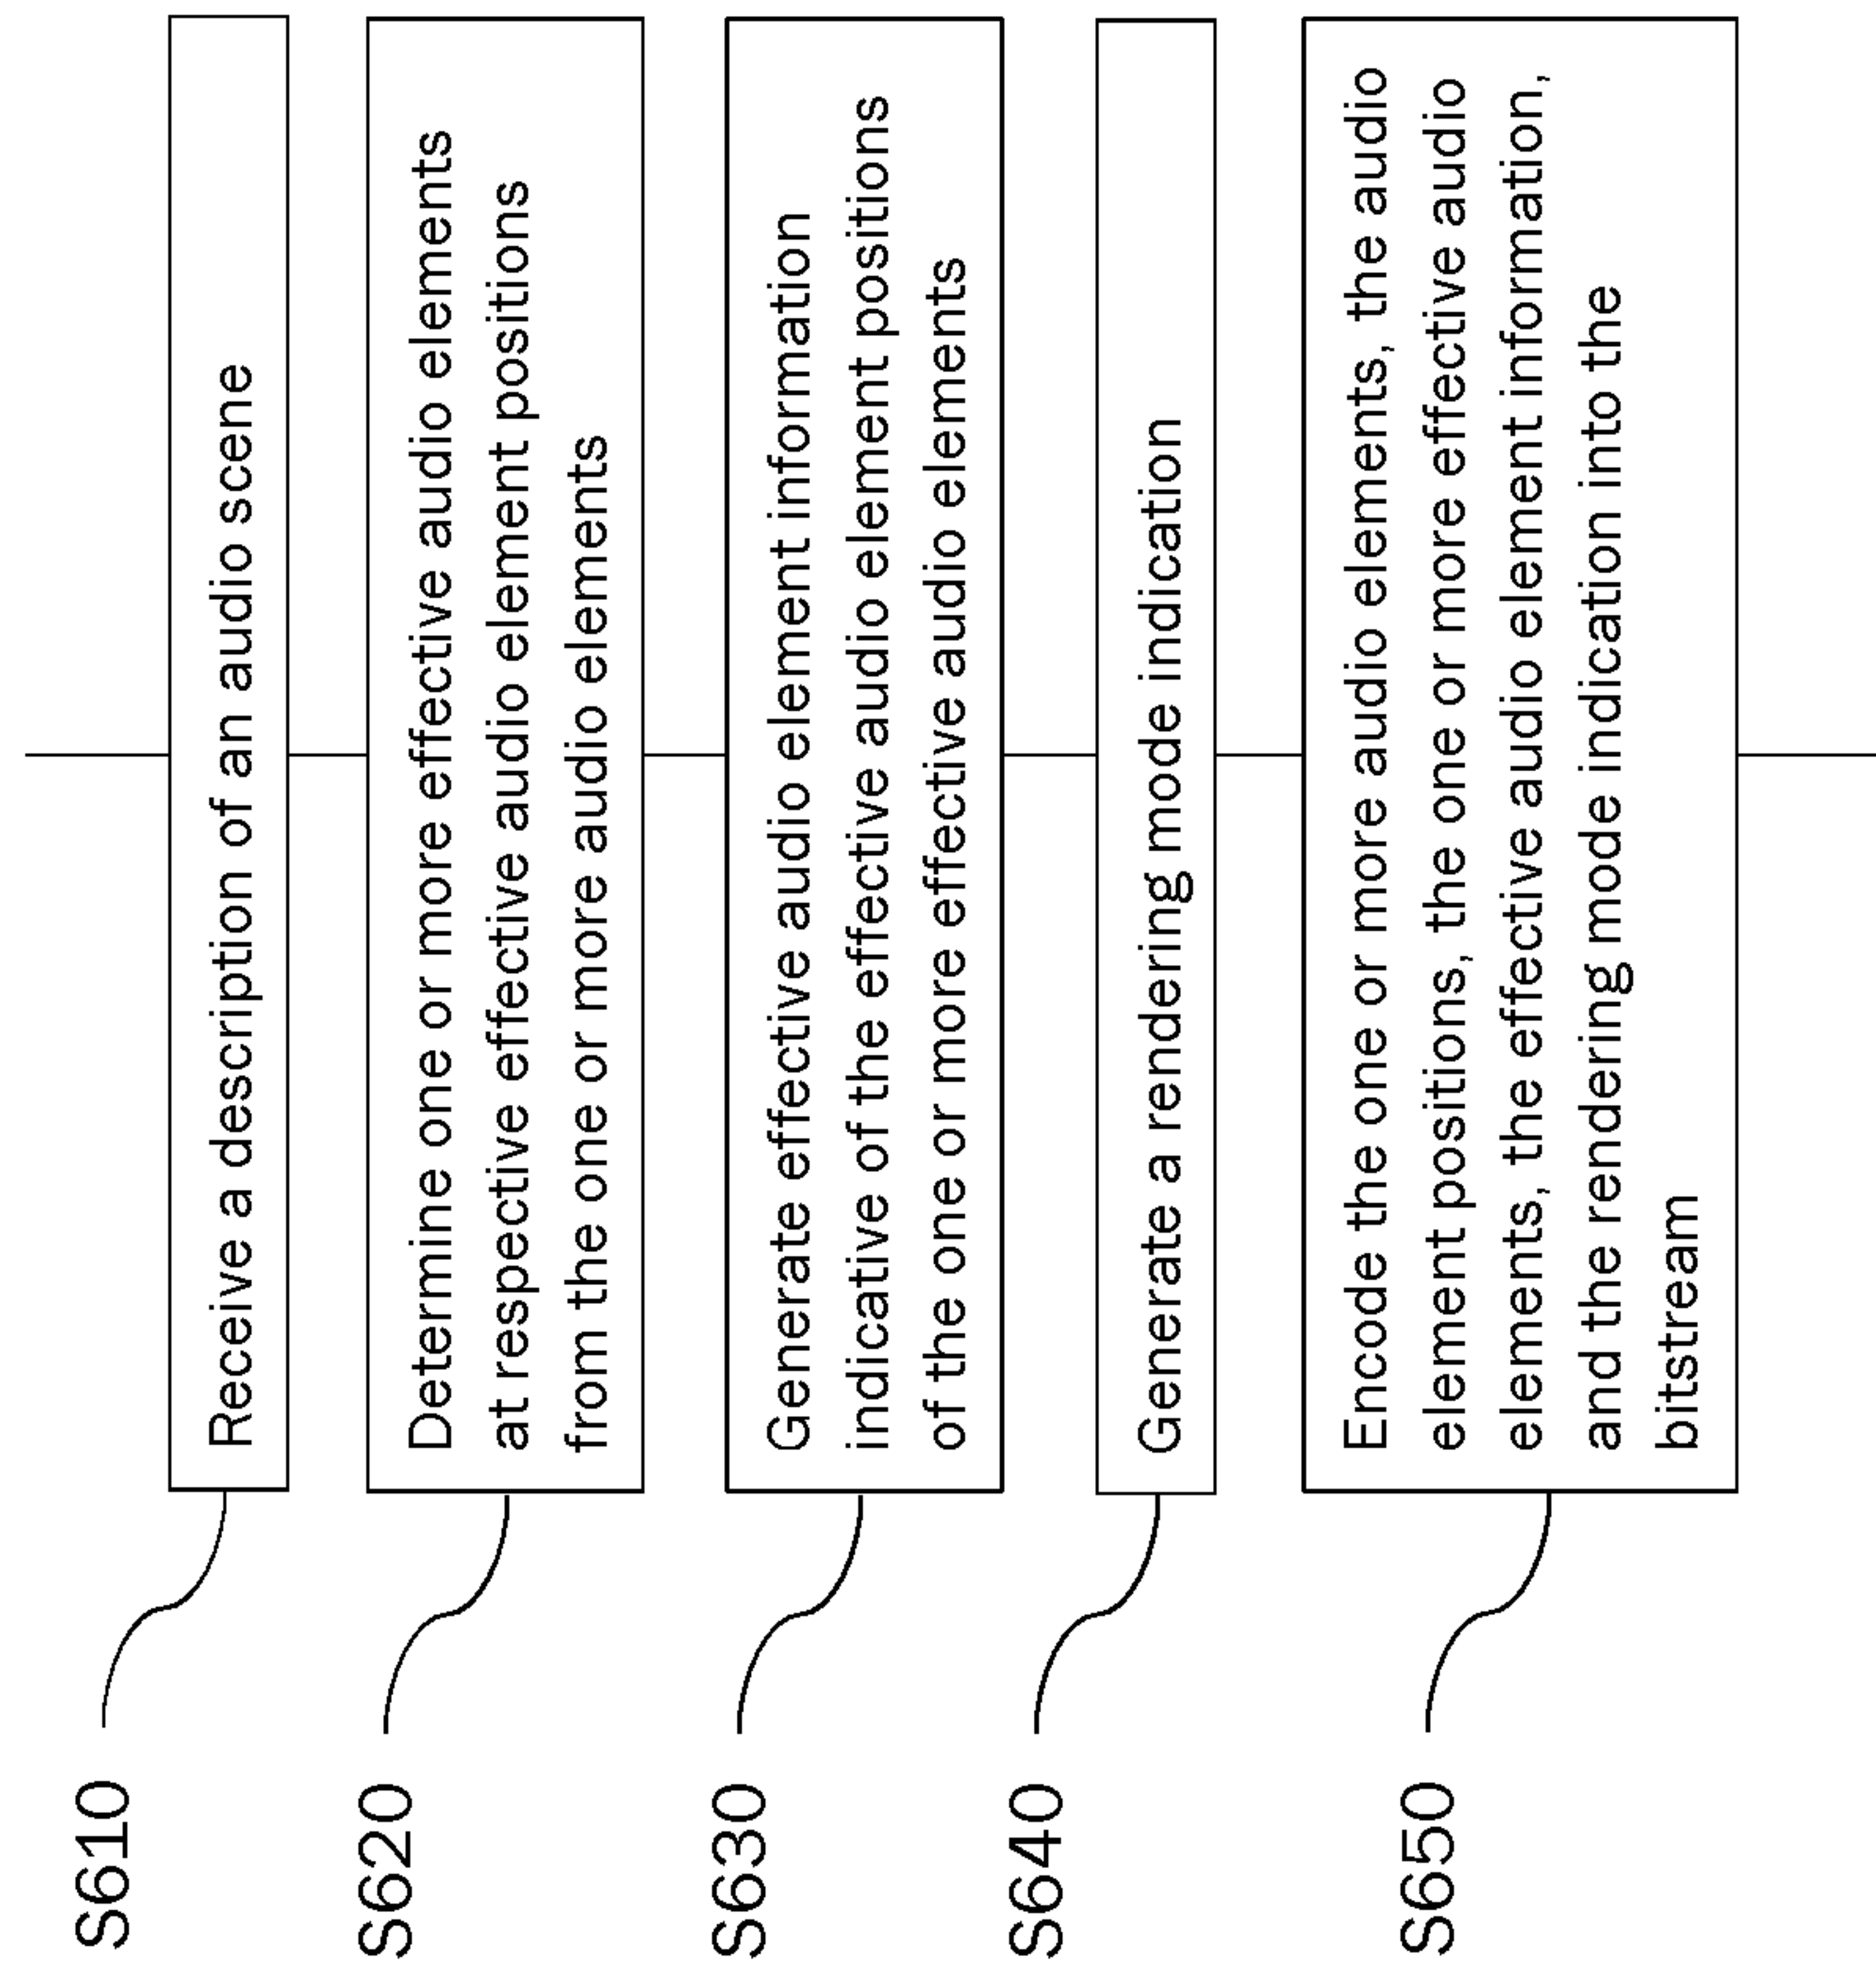 S610
Receive a description of an audio scene
S620
Determine one or more effective audio elements
at respective effective audio element positions
from the one or more audio elements
S630
Generate effective audio element information
indicative of the effective audio element positions
of the one or more effective audio elements
S640
Generate a rendering mode indication
S650
Encode the one or more audio elements, the audio
element positions, the one or more effective audio
elements, the effective audio element information,
and the rendering mode indication into the
bitstream